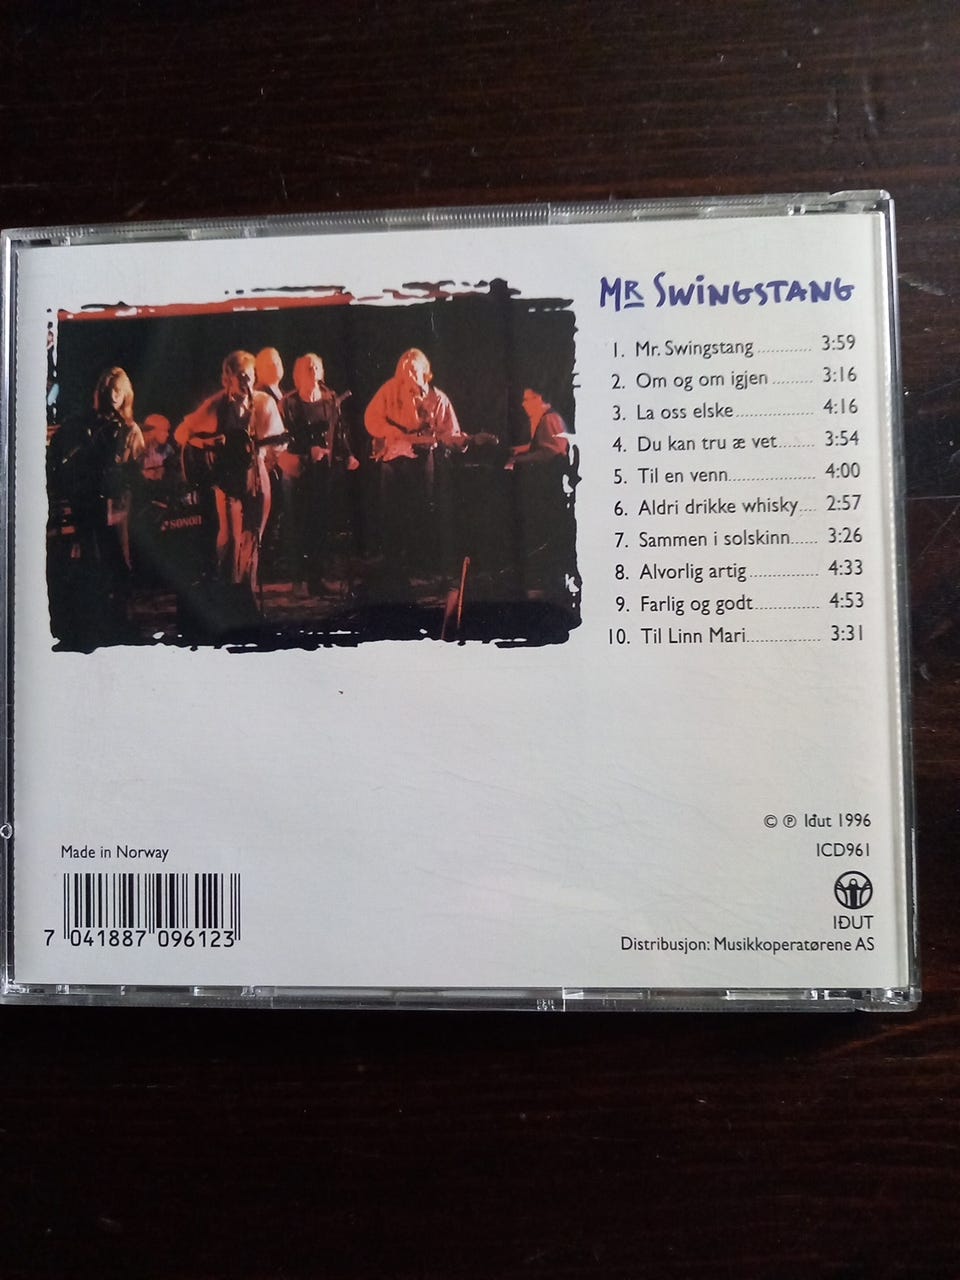 MR SWINGSTANG
1. Mr. Swingstang ............ 3:59
2. Om og om igjen ......... 3:16
3. La oss elske................. 4:16
4. Du kan tru æ vet........ 3:54
5. Til en venn................... 4:00
6. Aldri drikke whisky.... 2:57
7. Sammen i solskinn...... 3:26
8. Alvorlig artig............... 4:33
9. Farlig og godt.............. 4:53
10. Til Linn Mari................ 3:31
SONOR
© ℗ Iđut 1996
ICD961
IĐUT
Distribusjon: Musikkoperatørene AS
Made in Norway
7 041887 096123